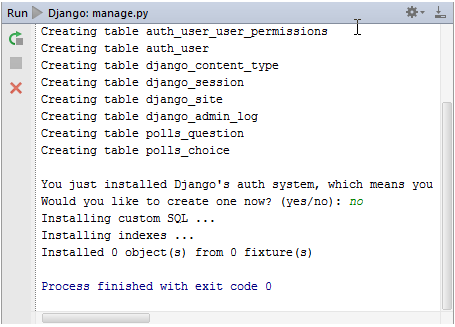 Run Django: manage.py
Creating table auth_user_user_permissions
Creating table auth_user
Creating table django_content_type
Creating table django_session
Creating table django_site
Creating table django_admin_log
Creating table polls_question
Creating table polls_choice
You just installed Django's auth system, which means you
Would you like to create one now? (yes/no): no
Installing custom SQL ...
Installing indexes ...
Installed 0 object(s) from 0 fixture(s)
Process finished with exit code 0